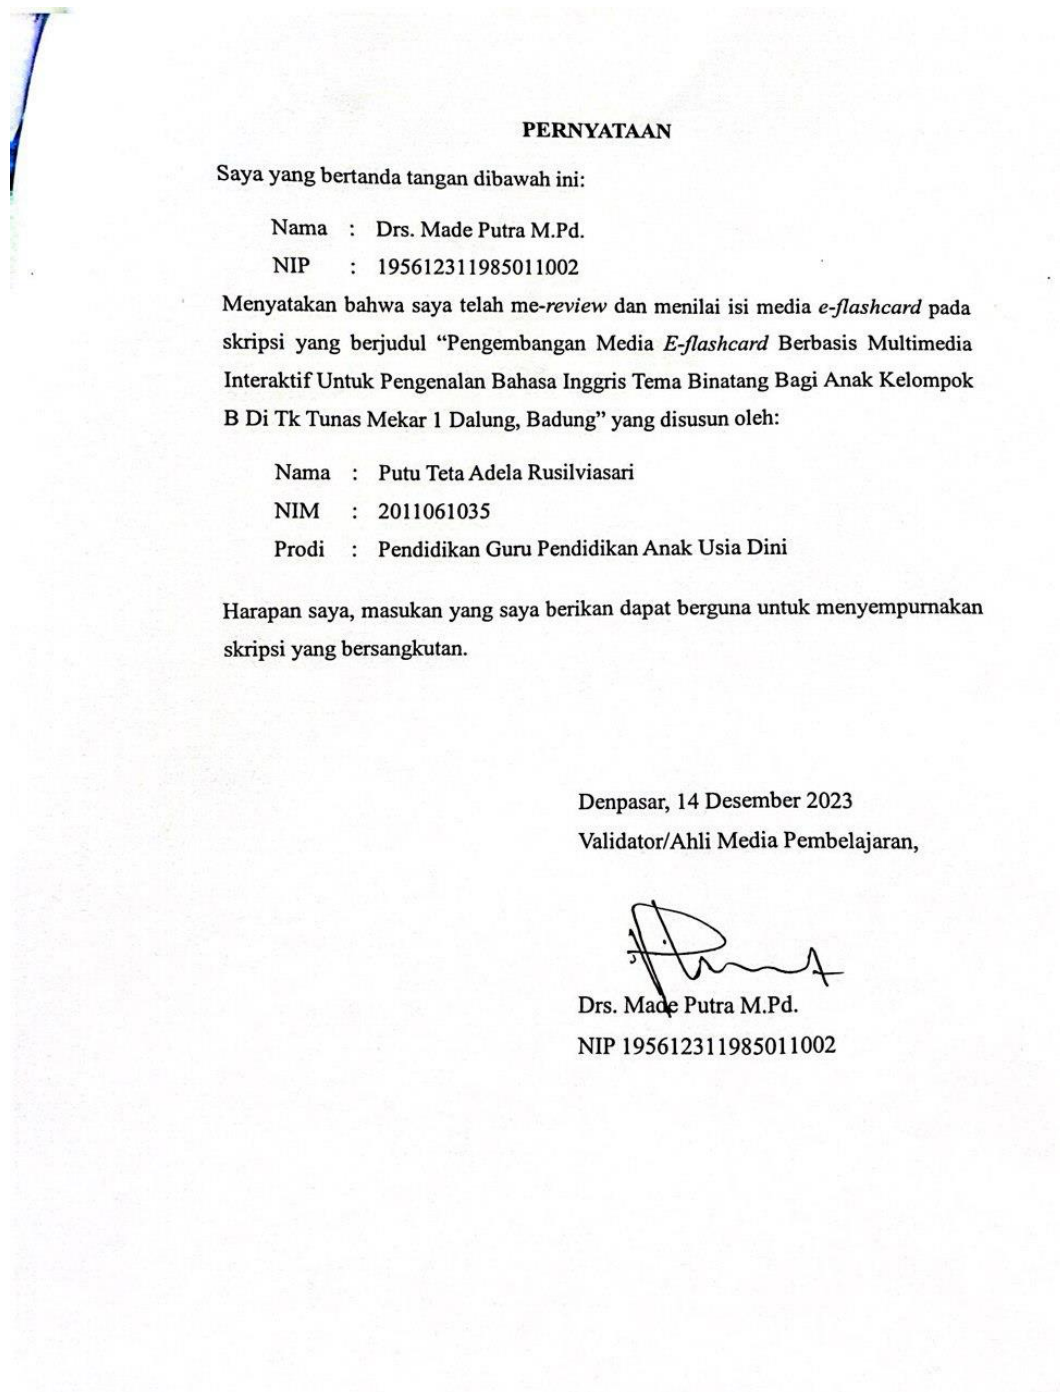 PERNYATAAN
Saya yang bertanda tangan dibawah ini:
Nama : Drs. Made Putra M.Pd.
NIP : 195612311985011002
Menyatakan bahwa saya telah me-review dan menilai isi media e-flashcard pada
skripsi yang berjudul “Pengembangan Media E-flashcard Berbasis Multimedia
Interaktif Untuk Pengenalan Bahasa Inggris Tema Binatang Bagi Anak Kelompok
B Di Tk Tunas Mekar 1 Dalung, Badung” yang disusun oleh:
Nama : Putu Teta Adela Rusilviasari
NIM : 2011061035
Prodi : Pendidikan Guru Pendidikan Anak Usia Dini
Harapan saya, masukan yang saya berikan dapat berguna untuk menyempurnakan
skripsi yang bersangkutan.
Denpasar, 14 Desember 2023
Validator/Ahli Media Pembelajaran,
Drs. Made Putra M.Pd.
NIP 195612311985011002